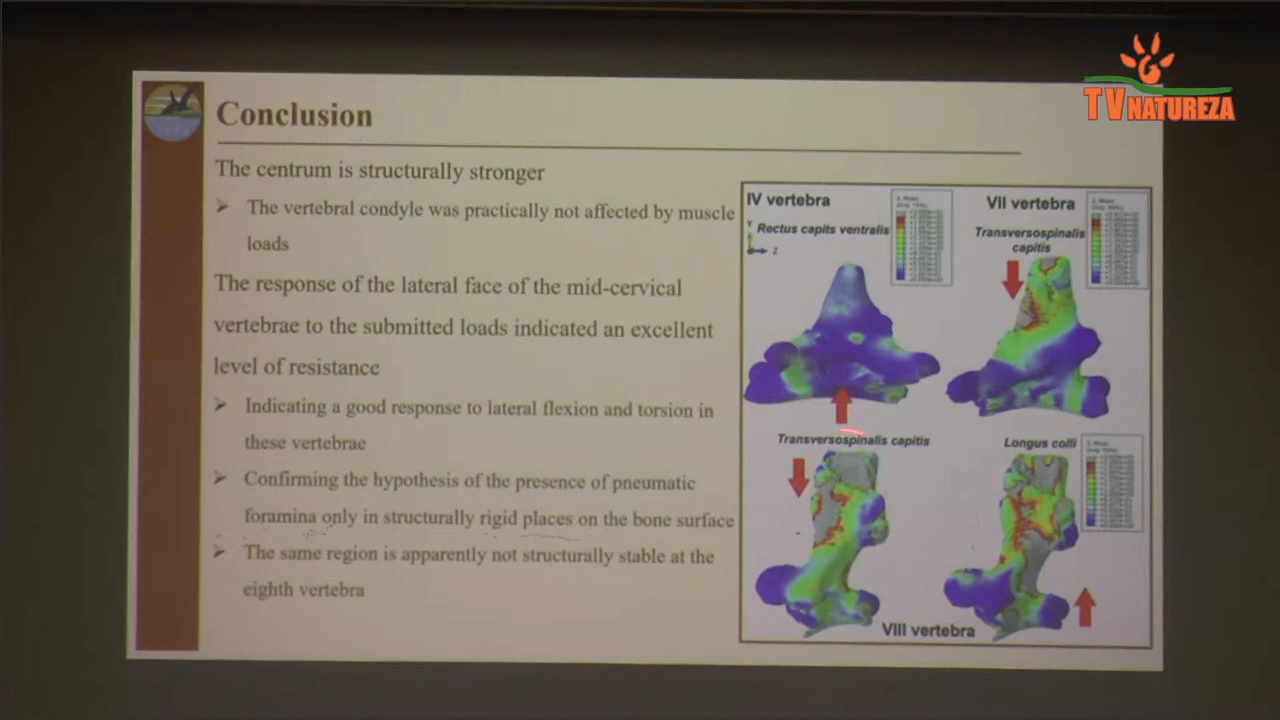 TV NATUREZA
Conclusion
The centrum is structurally stronger
➤ The vertebral condyle was practically not affected by muscle
loads
The response of the lateral face of the mid-cervical
vertebrae to the submitted loads indicated an excellent
level of resistance
➤ Indicating a good response to lateral flexion and torsion in
these vertebrae
➤ Confirming the hypothesis of the presence of pneumatic
foramina only in structurally rigid places on the bone surface
➤ The same region is apparently not structurally stable at the
eighth vertebra
IV vertebra
Rectus capits ventralis
Y
Z
VII vertebra
Transversospinalis
capitis
Transversospinalis capitis
Longus colli
VIII vertebra